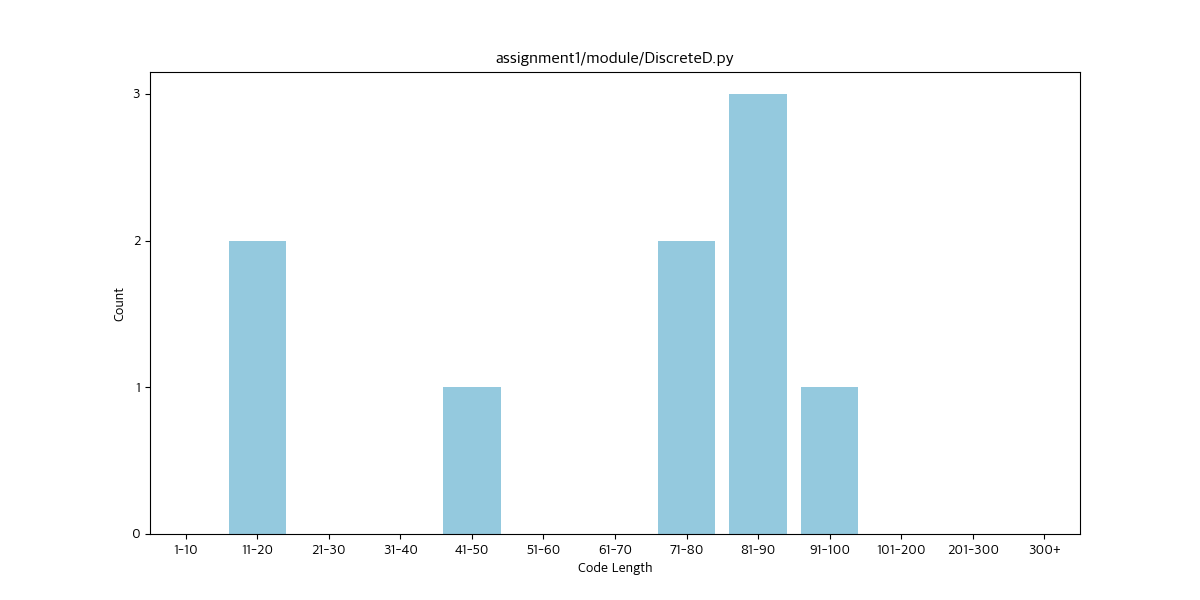 assignment1/module/DiscreteD.py
3
2
1
0
Count
1-10 11-20 21-30 31-40 41-50 51-60 61-70 71-80 81-90 91-100 101-200 201-300 300+
Code Length